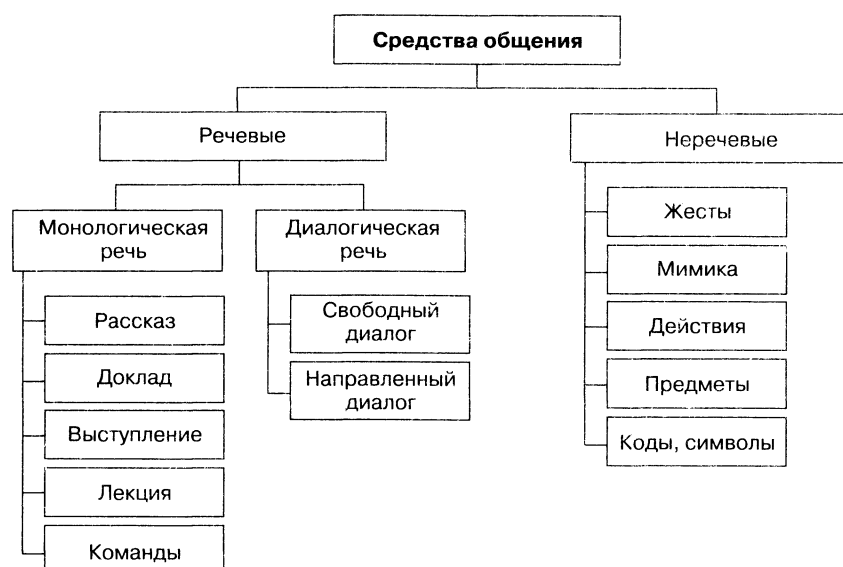 Средства общения
Речевые
Неречевые
Монологическая
речь
Диалогическая
речь
Рассказ
Доклад
Выступление
Лекция
Команды
Свободный
диалог
Направленный
диалог
Жесты
Мимика
Действия
Предметы
Коды, символы